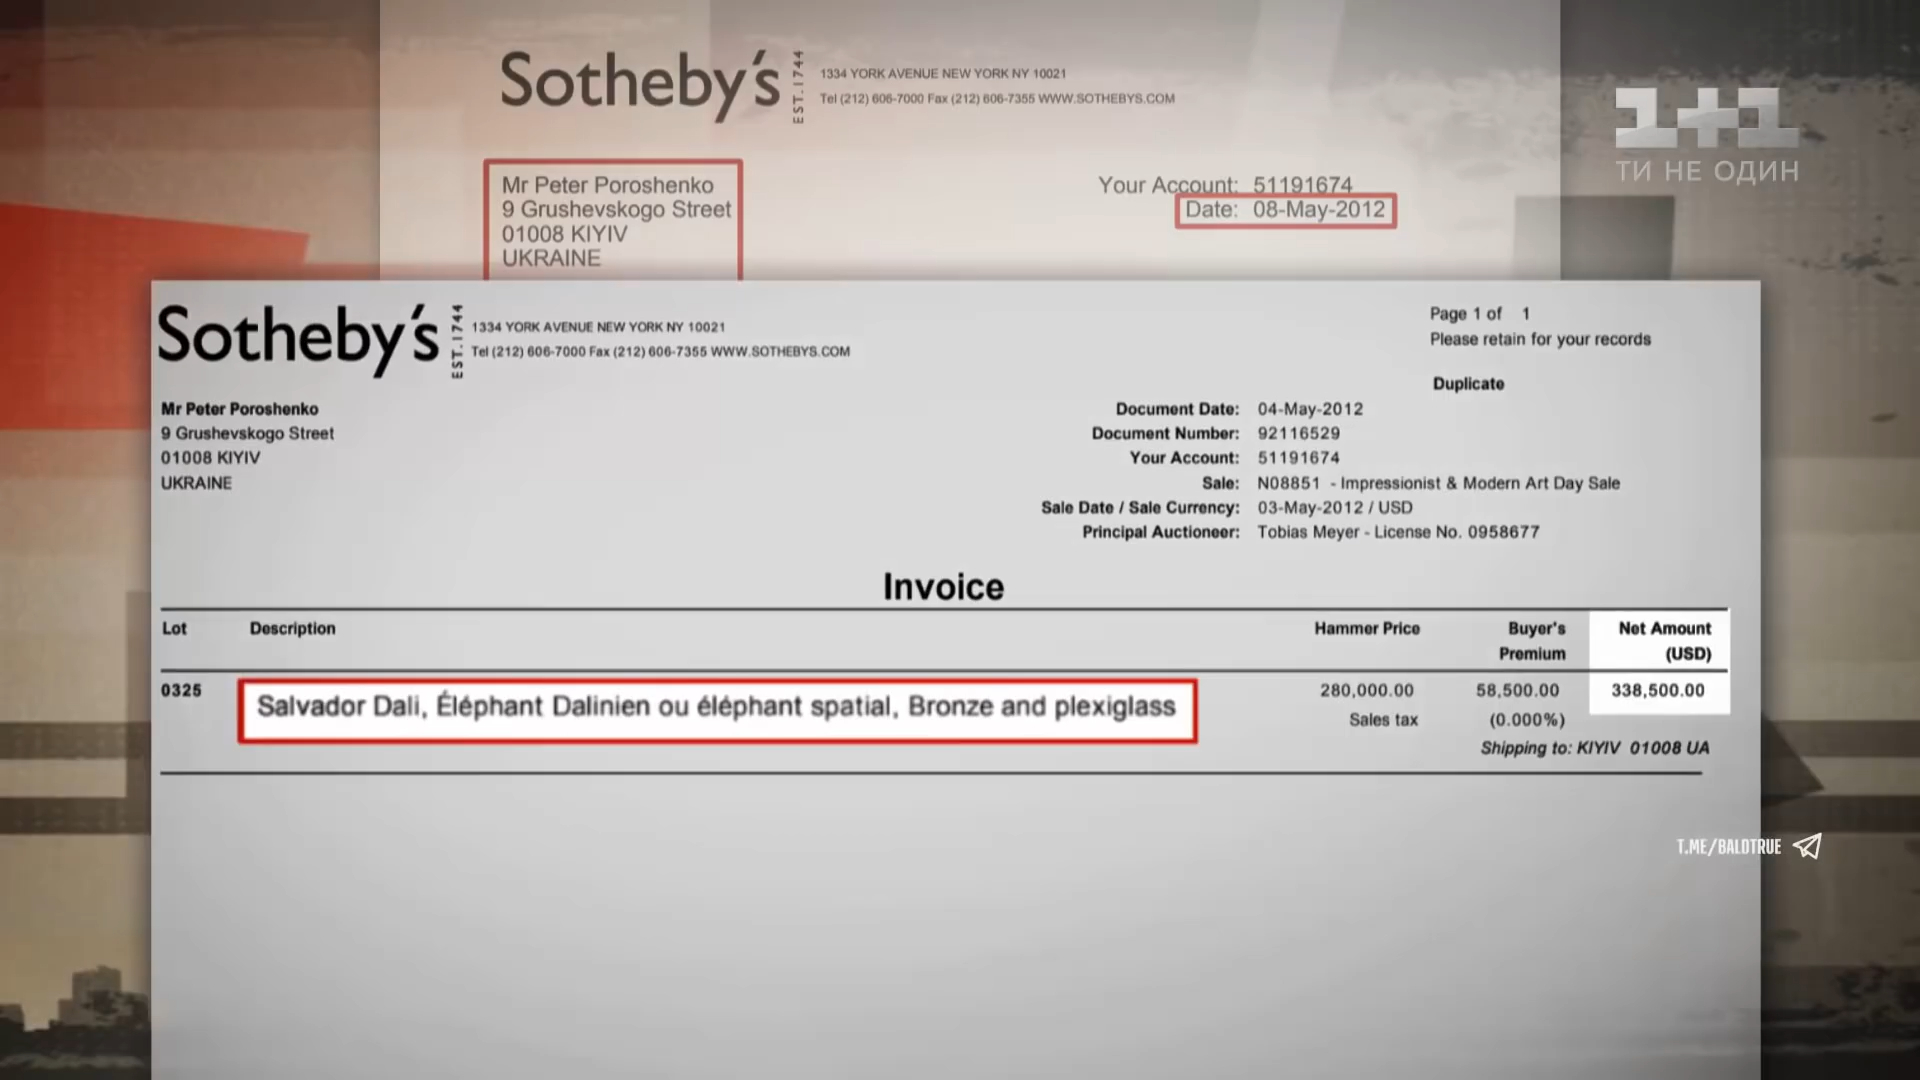 Sotheby's EST.1744
1334 YORK AVENUE NEW YORK NY 10021
Tel (212) 606-7000 Fax (212) 606-7355 WWW.SOTHEBYS.COM
1+1
ТИ НЕ ОДИН
Mr Peter Poroshenko
9 Grushevskogo Street
01008 KIYIV
UKRAINE
Your Account: 51191674
Date: 08-May-2012
Sotheby's EST.1744
1334 YORK AVENUE NEW YORK NY 10021
Tel (212) 606-7000 Fax (212) 606-7355 WWW.SOTHEBYS.COM
Page 1 of 1
Please retain for your records
Duplicate
Mr Peter Poroshenko
9 Grushevskogo Street
01008 KIYIV
UKRAINE
Document Date: 04-May-2012
Document Number: 92116529
Your Account: 51191674
Sale: N08851 - Impressionist & Modern Art Day Sale
Sale Date / Sale Currency: 03-May-2012 / USD
Principal Auctioneer: Tobias Meyer - License No. 0958677
Invoice
Lot Description Hammer Price Buyer's Premium Net Amount (USD)
0325 Salvador Dali, Éléphant Dalinien ou éléphant spatial, Bronze and plexiglass 280,000.00 58,500.00 338,500.00
Sales tax (0.000%)
Shipping to: KIYIV 01008 UA
T.ME/BALDTRUE